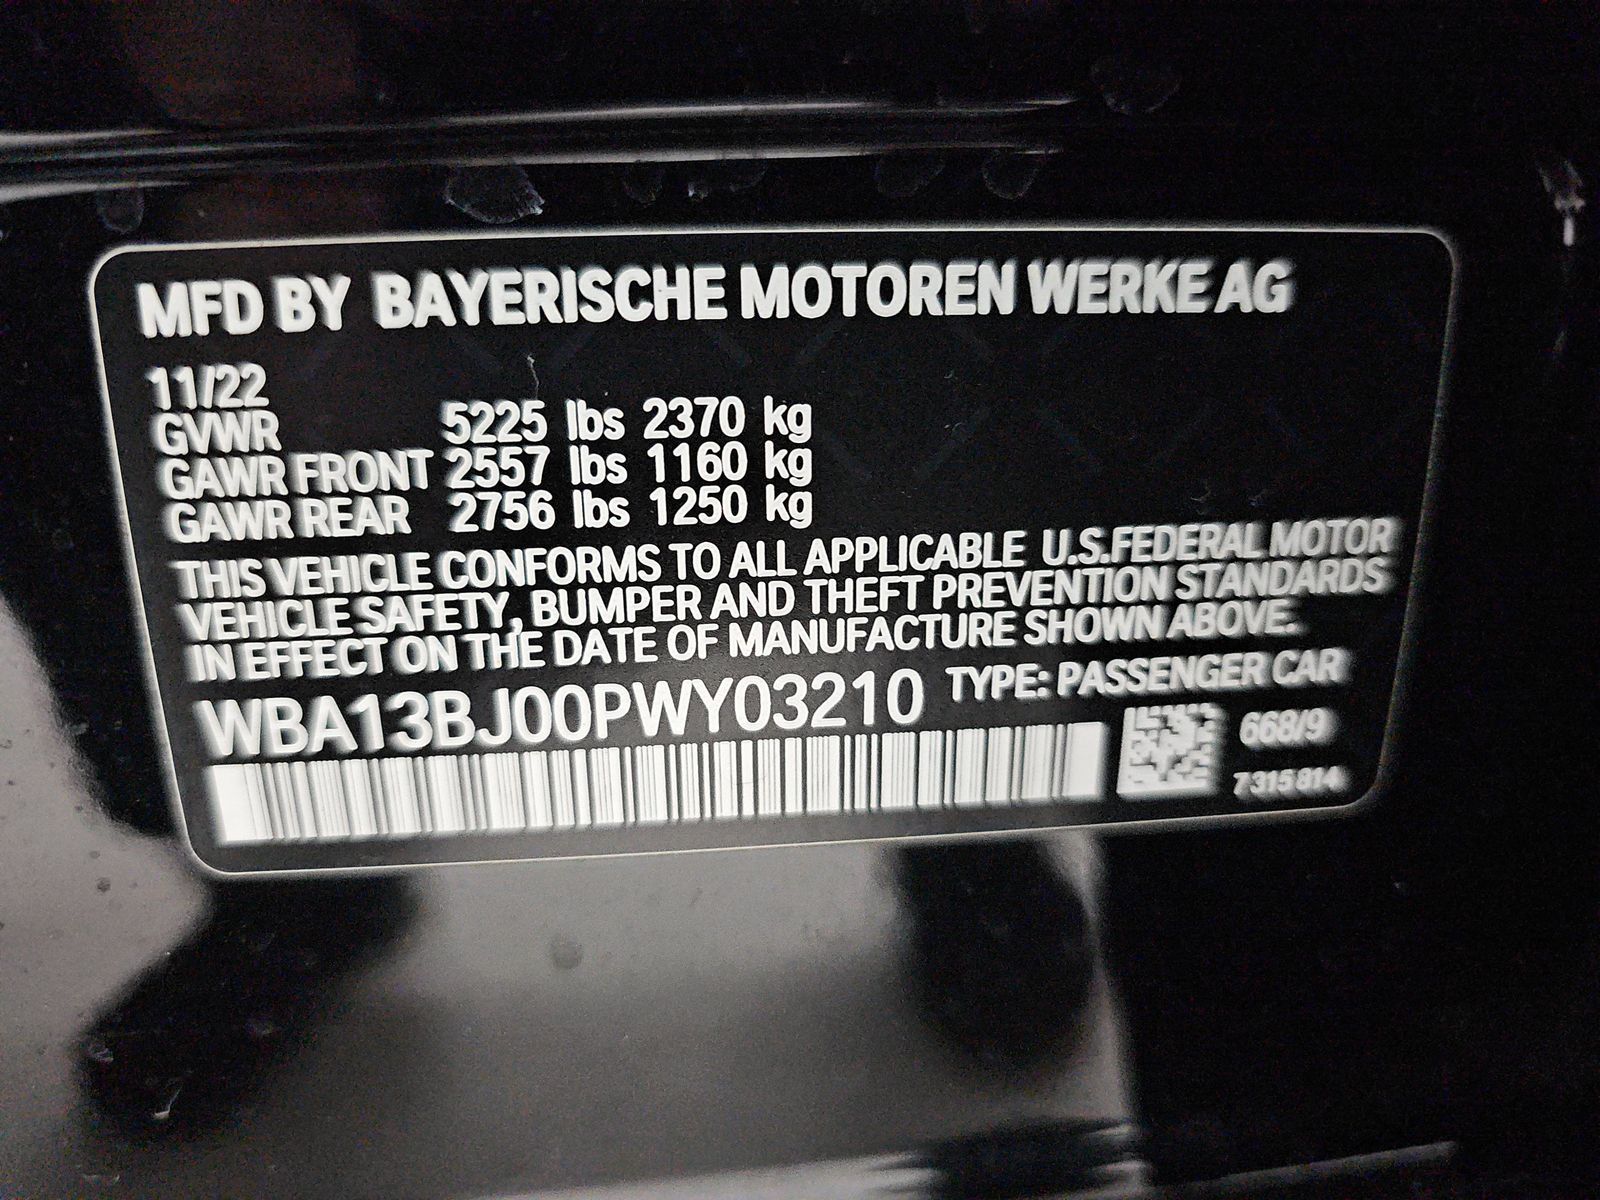 MFD BY BAYERISCHE MOTOREN WERKE AG
11/22
GVWR 5225 lbs 2370 kg
GAWR FRONT 2557 lbs 1160 kg
GAWR REAR 2756 lbs 1250 kg
THIS VEHICLE CONFORMS TO ALL APPLICABLE U.S.FEDERAL MOTOR
VEHICLE SAFETY, BUMPER AND THEFT PREVENTION STANDARDS
IN EFFECT ON THE DATE OF MANUFACTURE SHOWN ABOVE.
WBA13BJ00PWY03210 TYPE: PASSENGER CAR
668/9
7315814